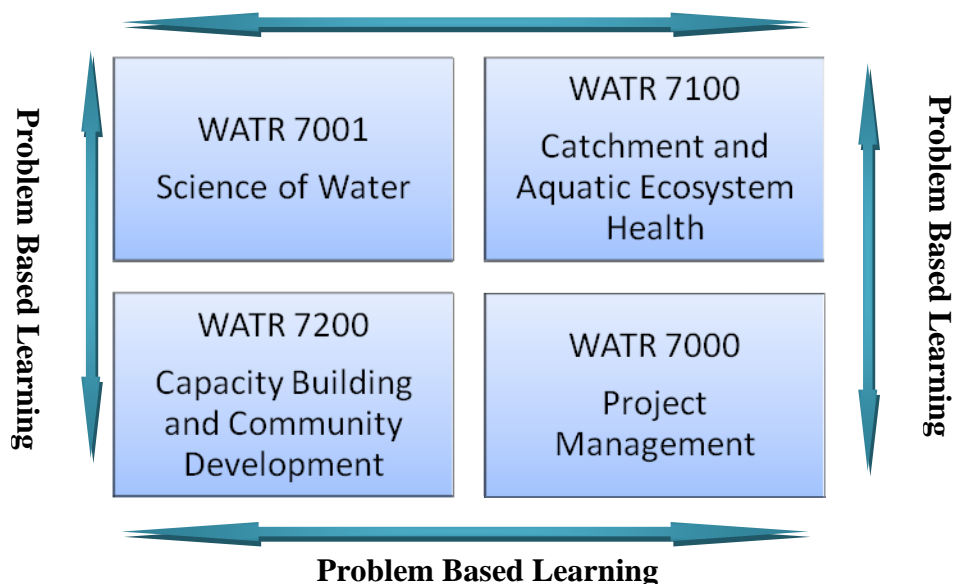 WATR 7001
Science of Water
WATR 7100
Catchment and
Aquatic Ecosystem
Health
WATR 7200
Capacity Building
and Community
Development
WATR 7000
Project
Management
Problem Based Learning
Problem Based Learning
Problem Based Learning